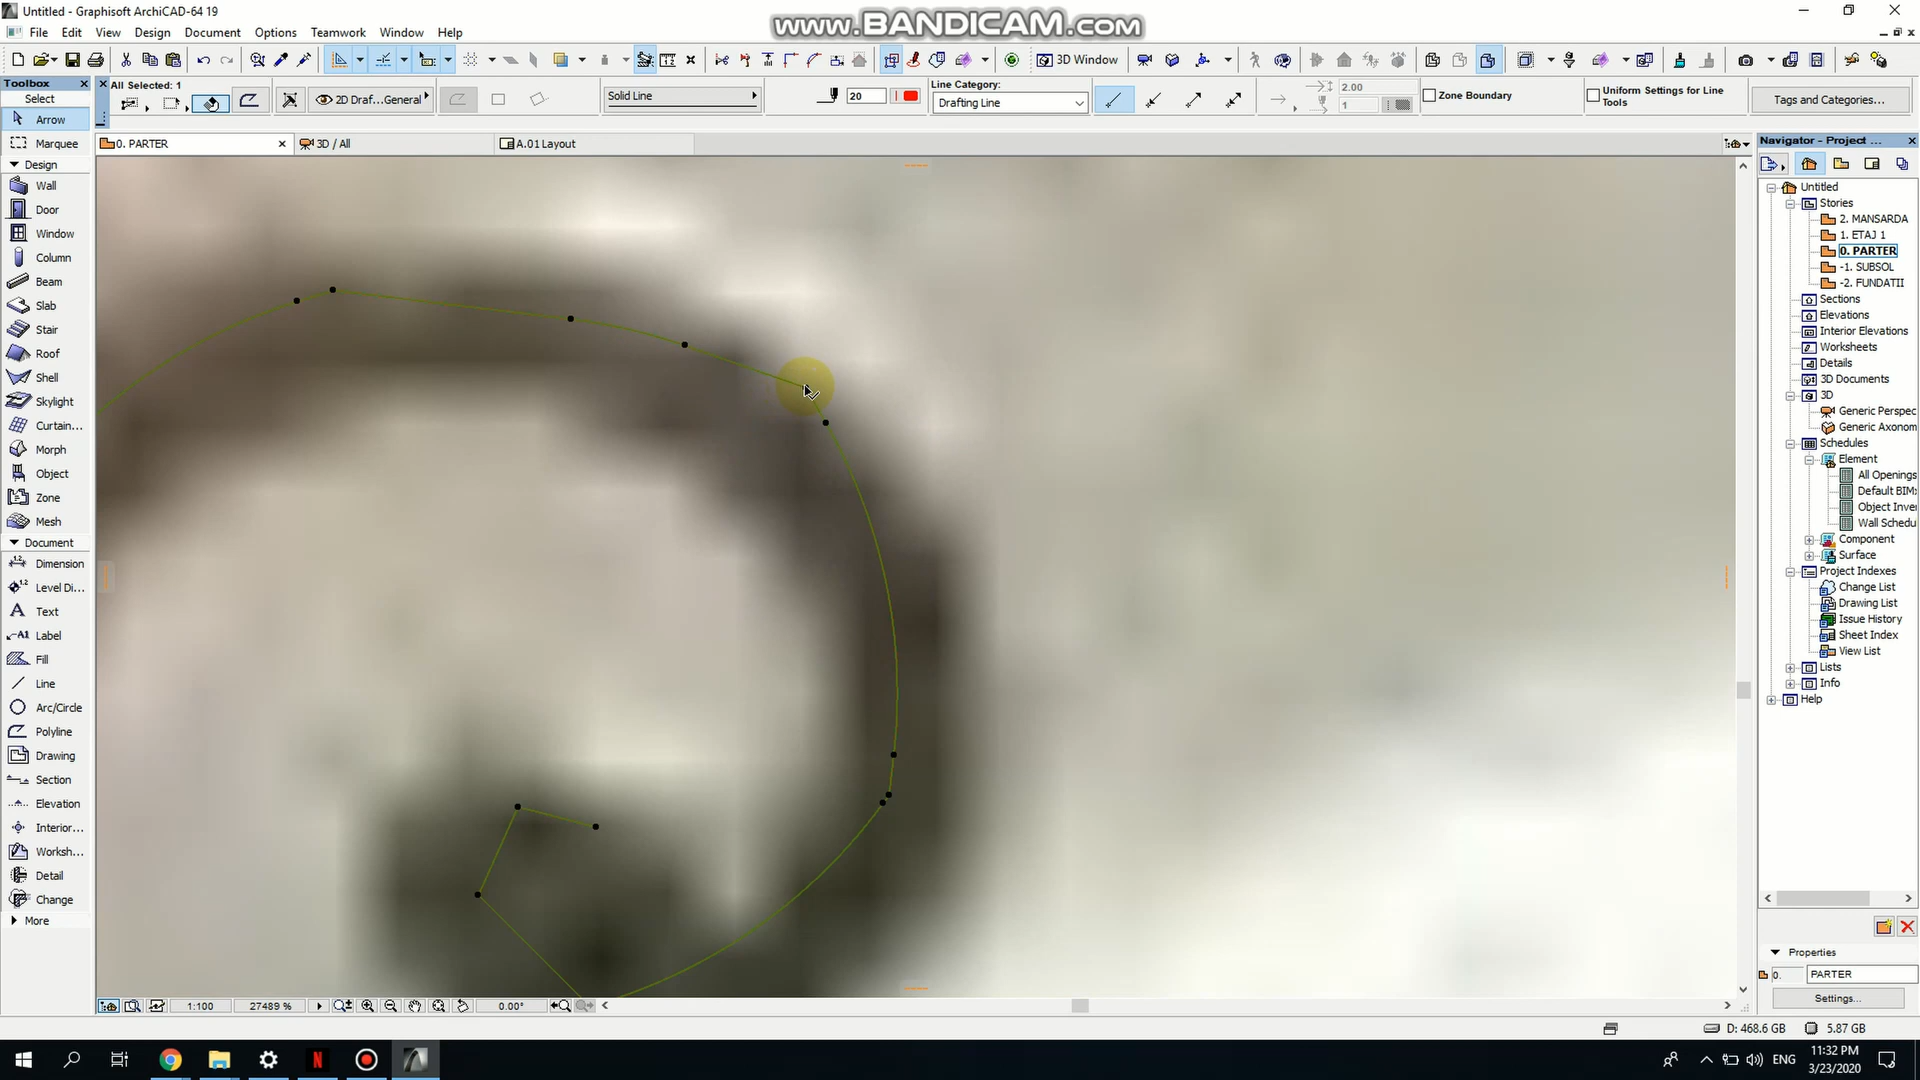 Untitled - Graphisoft ArchiCAD-64 19
www.BANDICAM.com
File Edit View Design Document Options Teamwork Window Help
3D Window
Toolbox
Select
Arrow
Marquee
Design
Wall
Door
Window
Column
Beam
Slab
Stair
Roof
Shell
Skylight
Curtain...
Morph
Object
Zone
Mesh
Document
Dimension
Level Di...
Text
Label
Fill
Line
Arc/Circle
Polyline
Drawing
Section
Elevation
Interior...
Worksh...
Detail
Change
More
All Selected: 1
2D Draf...General
Solid Line
20
Line Category:
Drafting Line
2.00
1
Zone Boundary
Uniform Settings for Line Tools
Tags and Categories...
0. PARTER
3D / All
A.01 Layout
Navigator - Project ...
Untitled
Stories
2. MANSARDA
1. ETAJ 1
0. PARTER
-1. SUBSOL
-2. FUNDATII
Sections
Elevations
Interior Elevations
Worksheets
Details
3D Documents
3D
Generic Perspec
Generic Axonom
Schedules
Element
All Openings
Default BIMx
Object Inver
Wall Schedu
Component
Surface
Project Indexes
Change List
Drawing List
Issue History
Sheet Index
View List
Lists
Info
Help
Properties
0.
PARTER
Settings...
1:100
27489 %
0.00°
D: 468.6 GB
5.87 GB
ENG
11:32 PM
3/23/2020